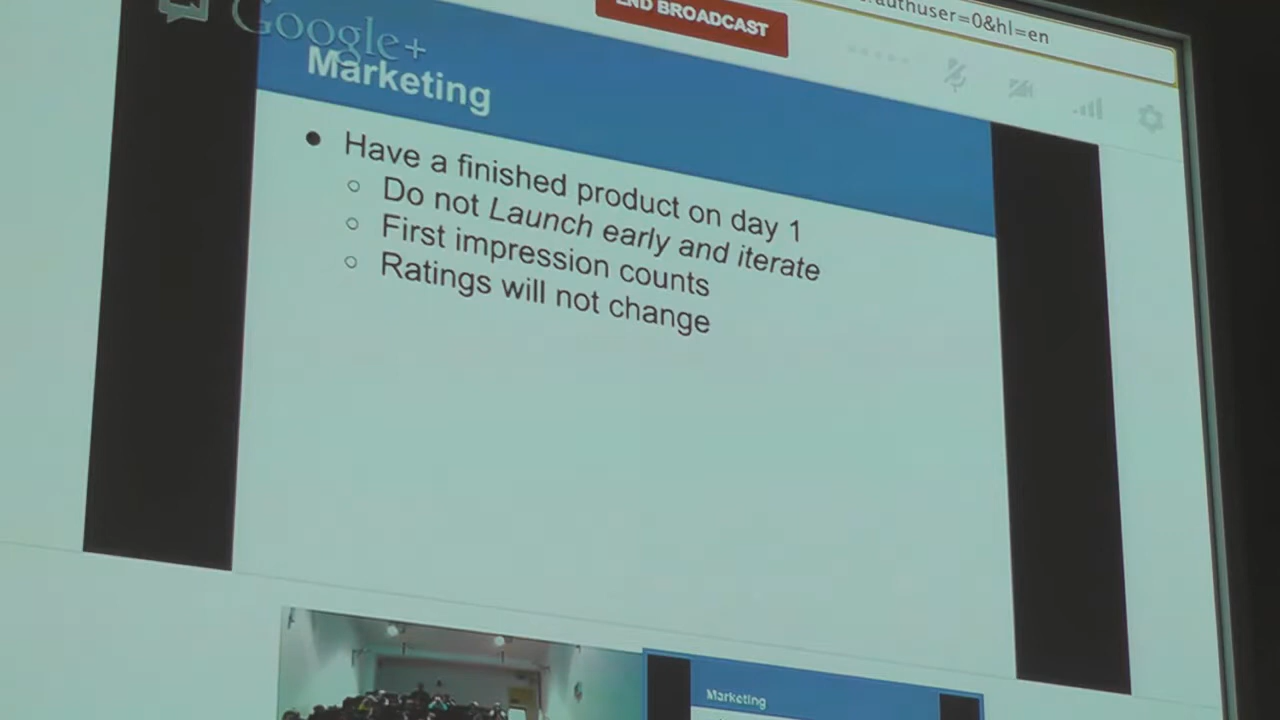 authuser=0&hl=en
END BROADCAST
Google+
Marketing
Have a finished product on day 1
Do not Launch early and iterate
First impression counts
Ratings will not change
Marketing